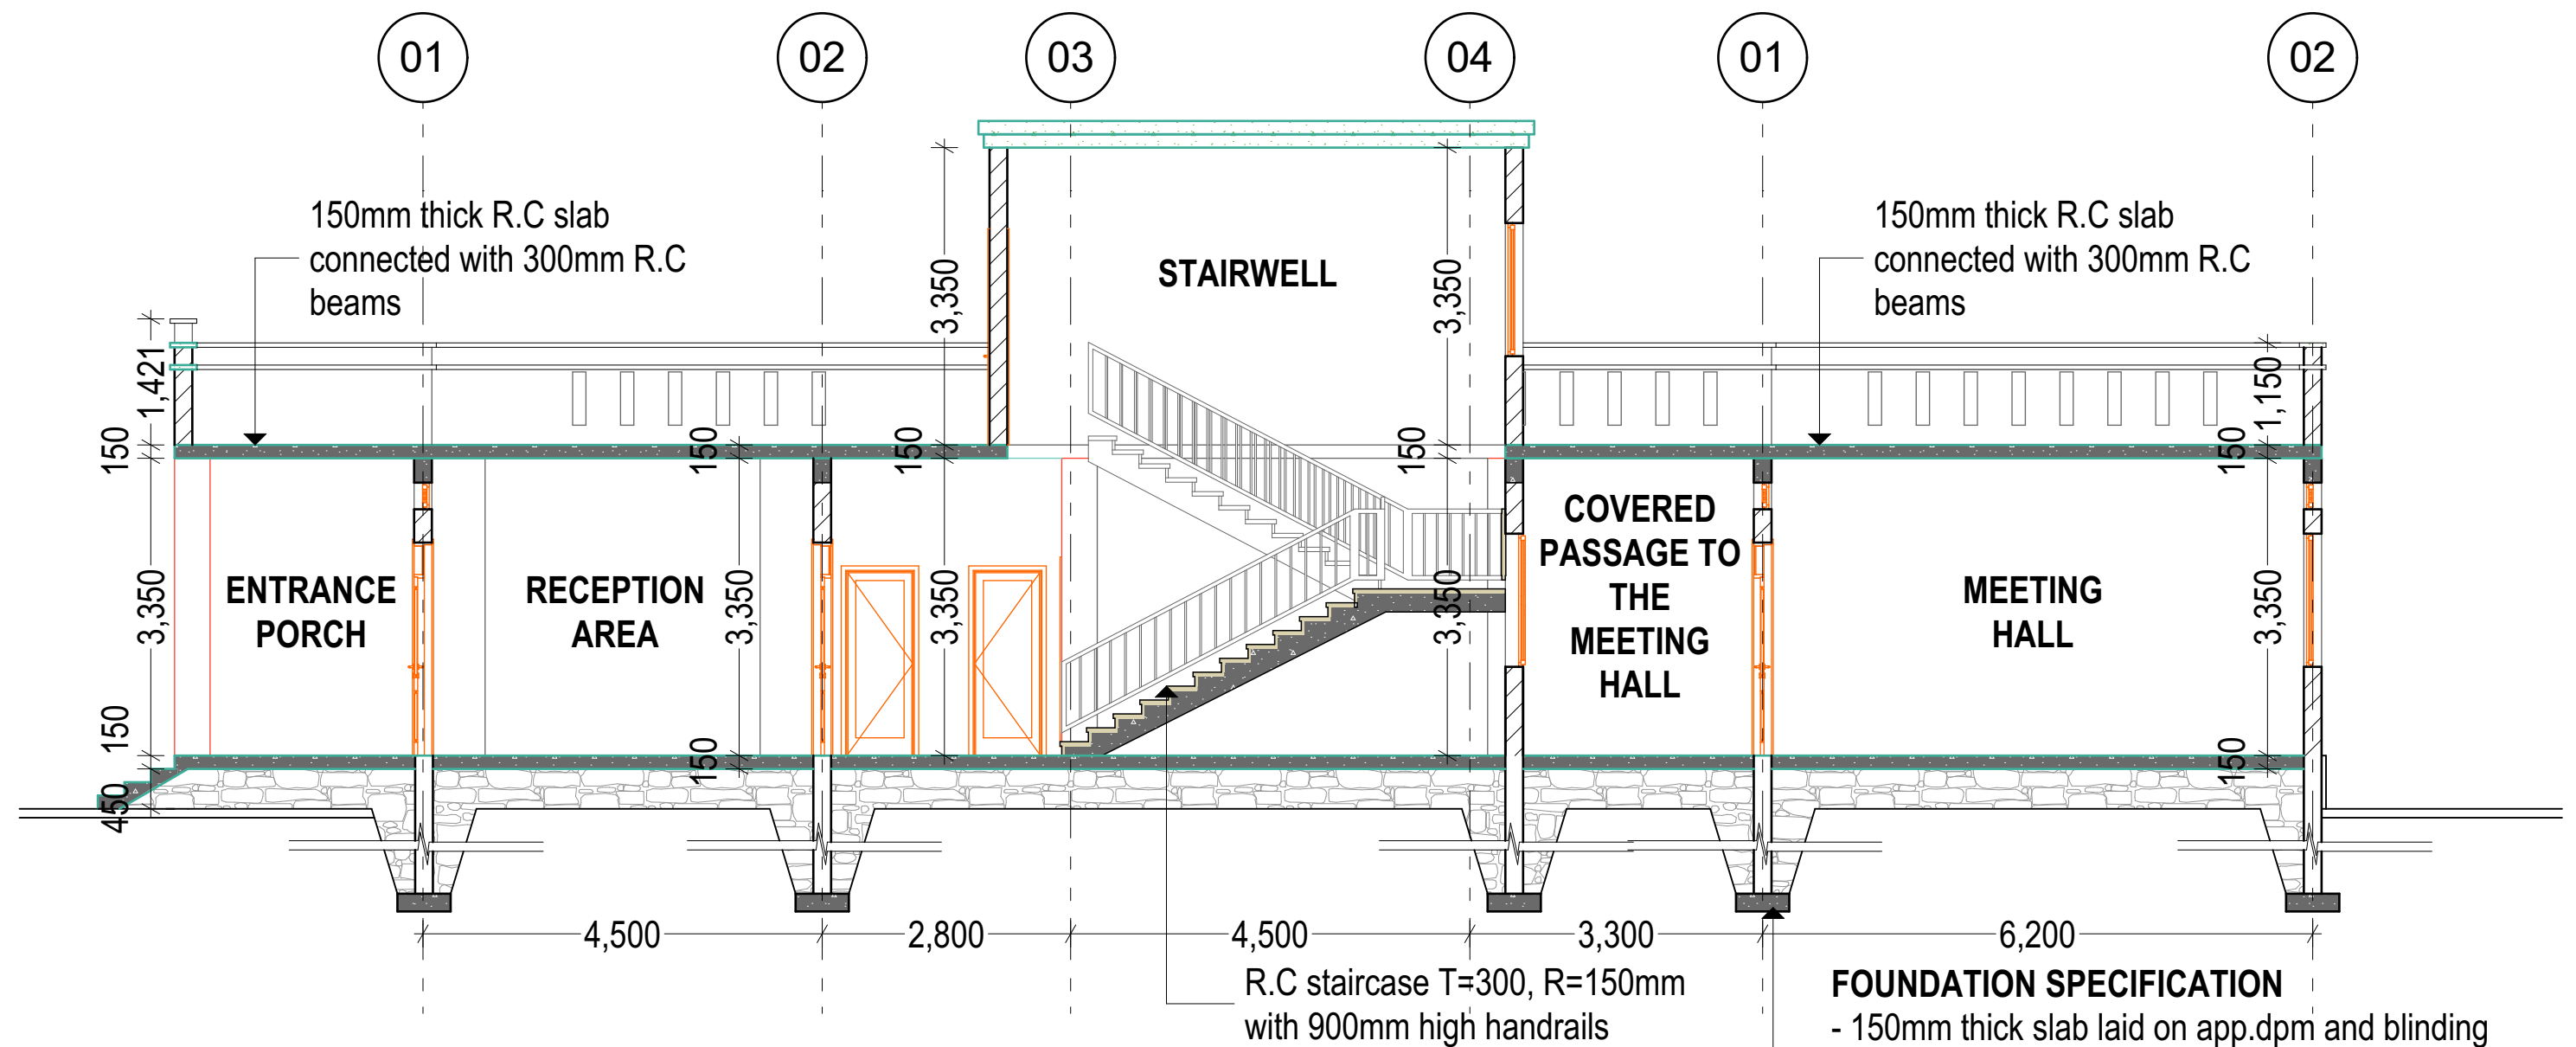 01
02
03
04
01
02
150mm thick R.C slab
connected with 300mm R.C
beams
STAIRWELL
150mm thick R.C slab
connected with 300mm R.C
beams
3,350
3,350
1,421
1,150
150
150
150
150
150
ENTRANCE
PORCH
RECEPTION
AREA
COVERED
PASSAGE TO
THE
MEETING
HALL
MEETING
HALL
3,350
3,350
3,350
3,350
3,350
150
150
150
450
4,500
2,800
4,500
3,300
6,200
R.C staircase T=300, R=150mm
with 900mm high handrails
FOUNDATION SPECIFICATION
- 150mm thick slab laid on app.dpm and blinding